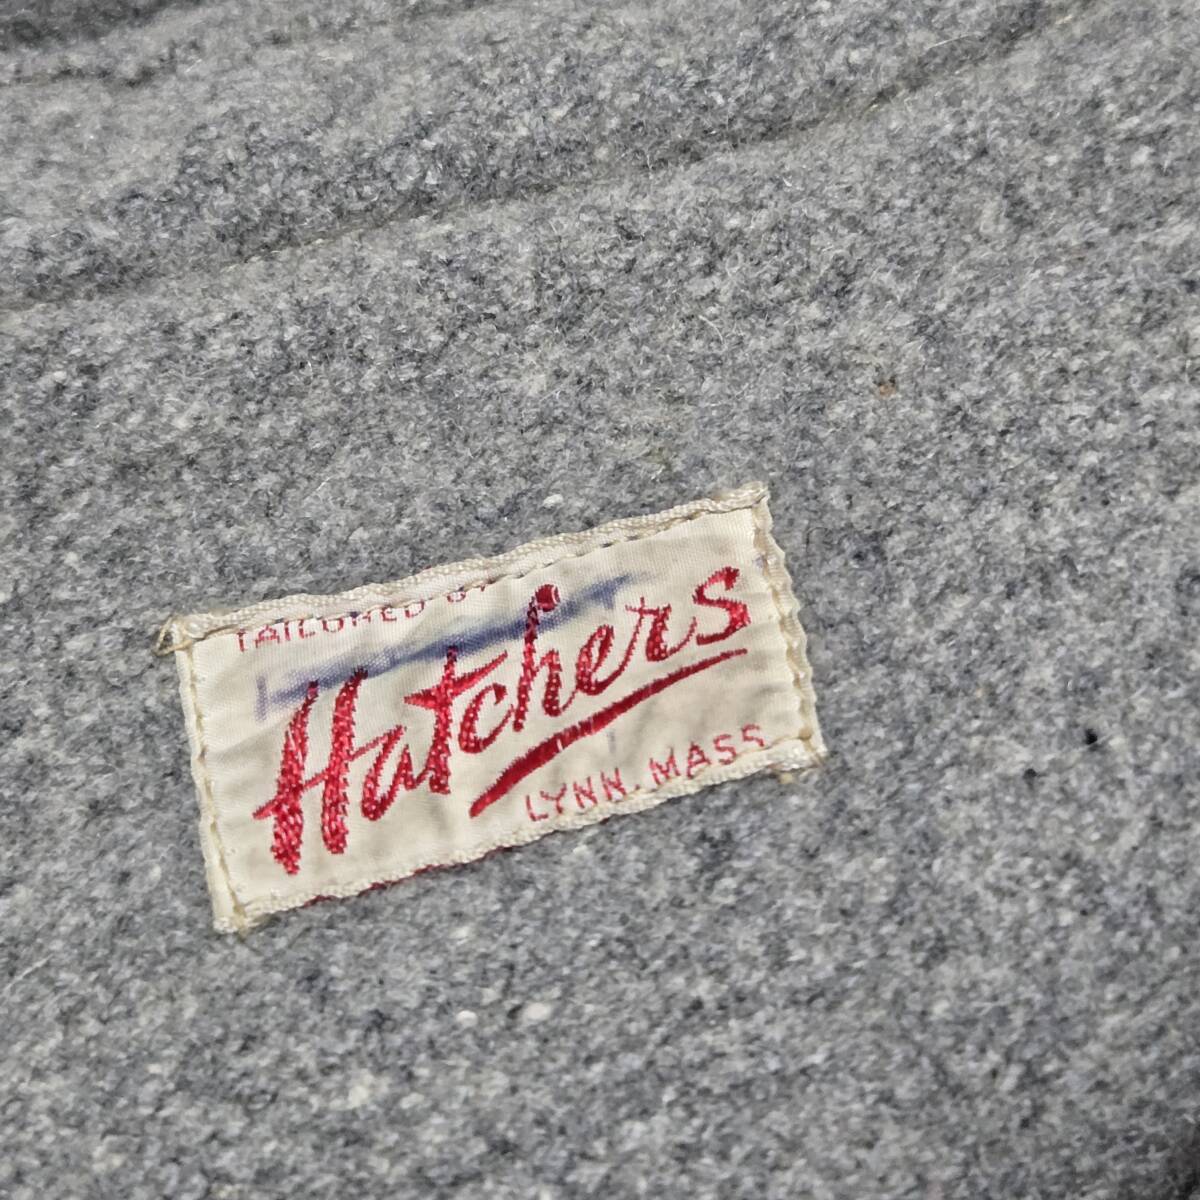 TAILORED BY
Hatchers
LYNN. MASS